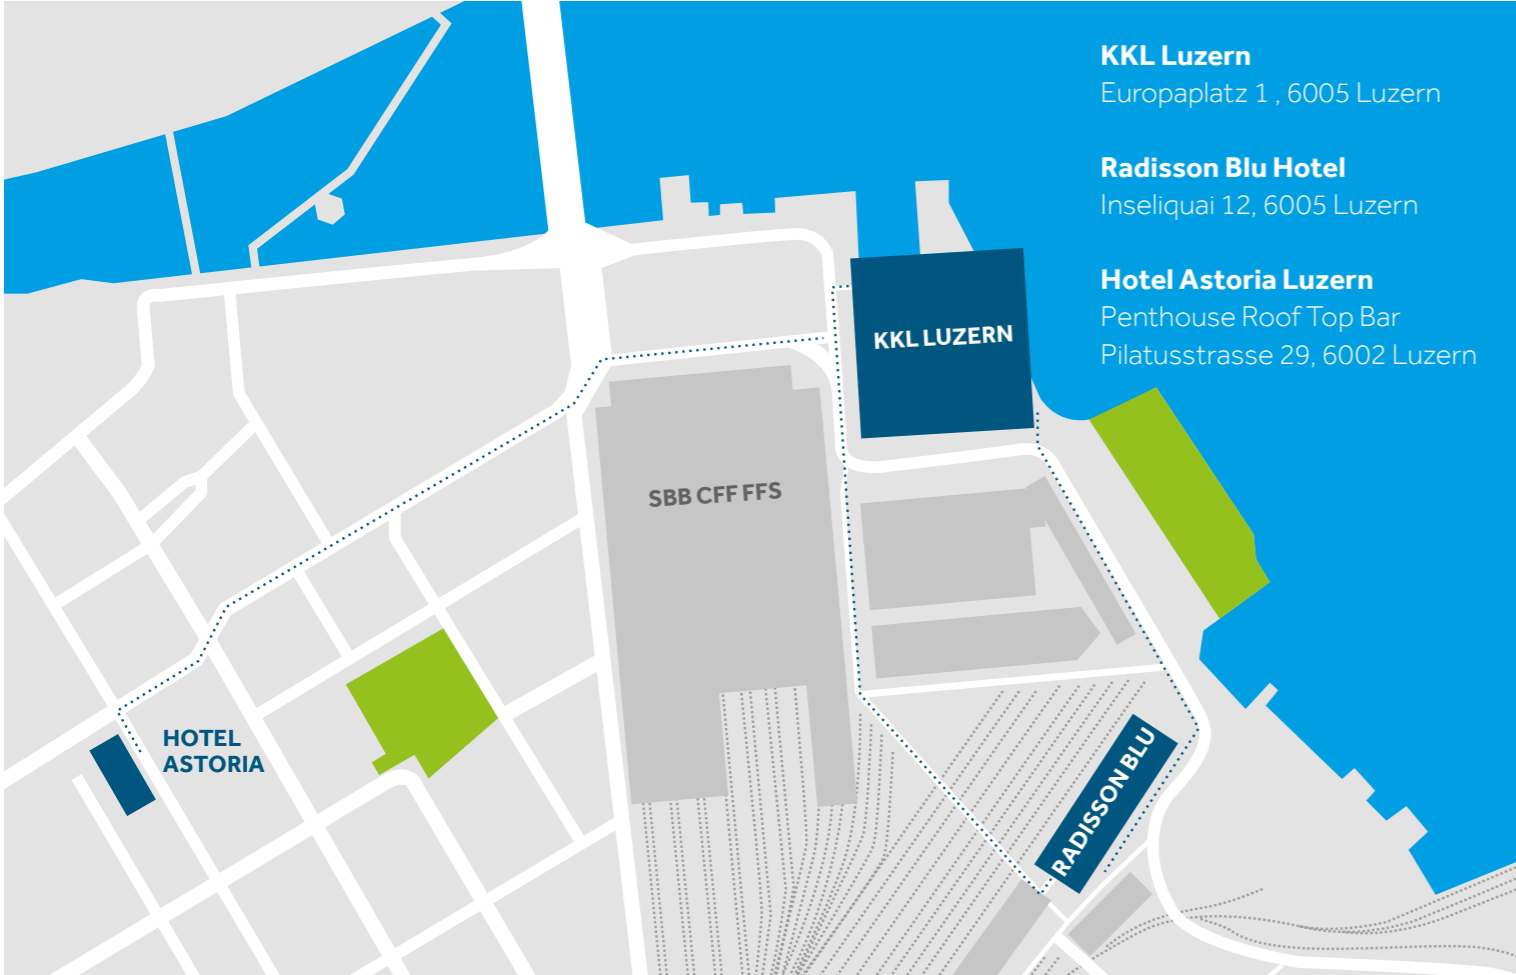 KKL Luzern
Europaplatz 1 , 6005 Luzern
Radisson Blu Hotel
Inseliquai 12, 6005 Luzern
Hotel Astoria Luzern
Penthouse Roof Top Bar
Pilatusstrasse 29, 6002 Luzern
KKL LUZERN
SBB CFF FFS
HOTEL
ASTORIA
RADISSON BLU